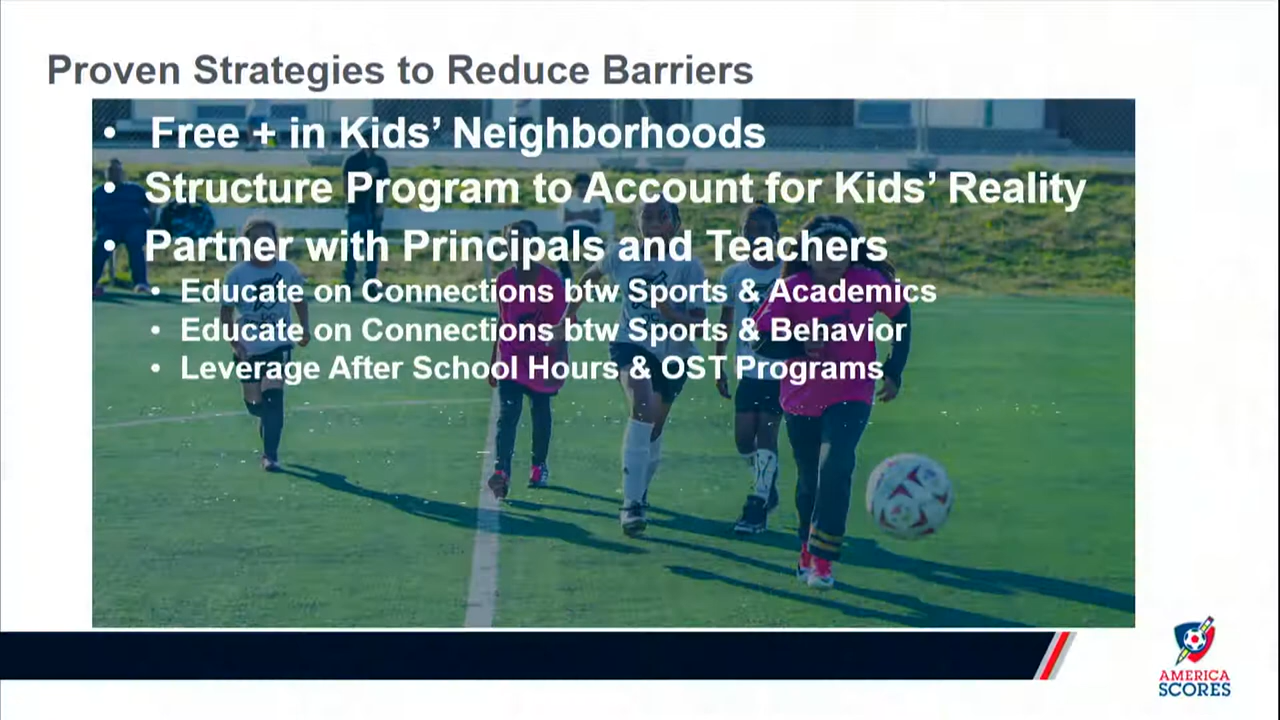 Proven Strategies to Reduce Barriers
• Free + in Kids’ Neighborhoods
• Structure Program to Account for Kids’ Reality
• Partner with Principals and Teachers
• Educate on Connections btw Sports & Academics
• Educate on Connections btw Sports & Behavior
• Leverage After School Hours & OST Programs
AMERICA
SCORES